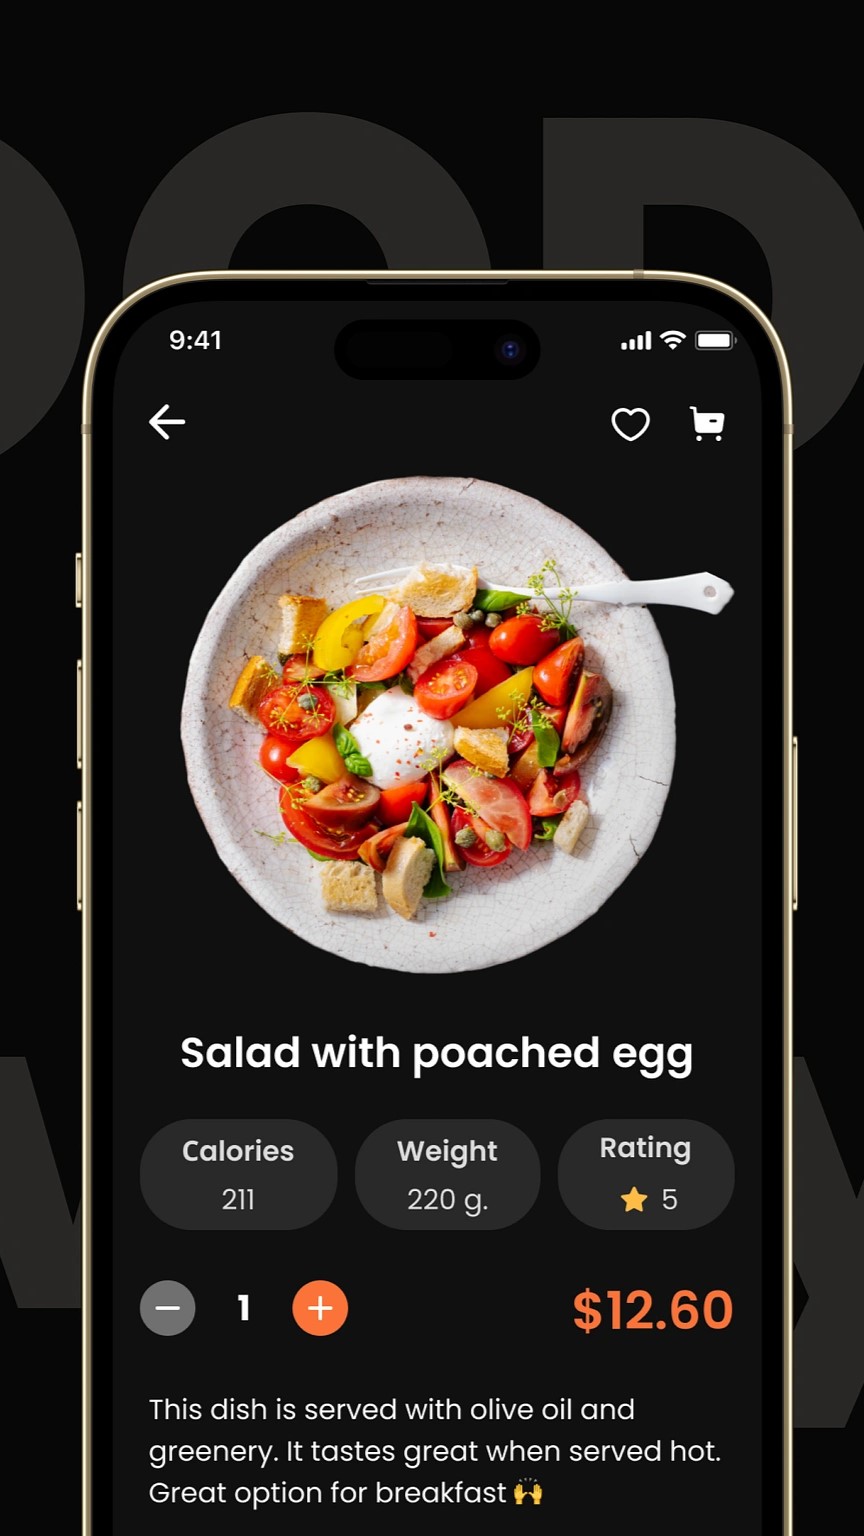 9:41
Salad with poached egg
Calories
211
Weight
220 g.
Rating
⭐ 5
1
$12.60
This dish is served with olive oil and
greenery. It tastes great when served hot.
Great option for breakfast 🙌